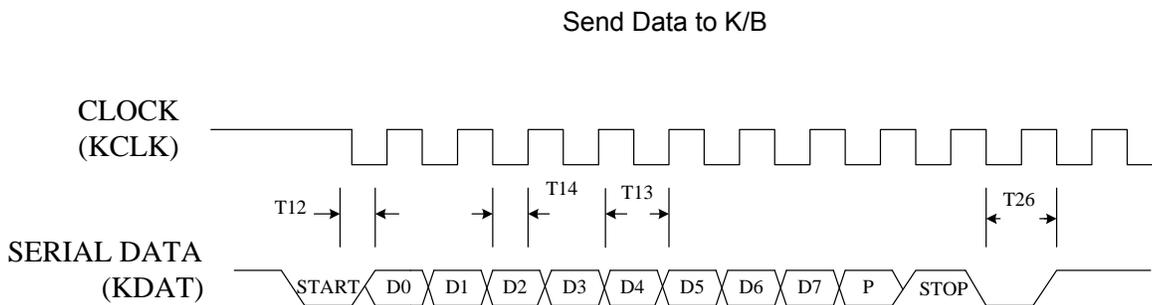 Send Data to K/B
CLOCK
(KCLK)
T12
T14
T13
T26
SERIAL DATA
(KDAT)
START D0 D1 D2 D3 D4 D5 D6 D7 P STOP